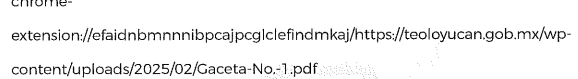 chrome-
extension://efaidnbmnnnibpcajpcglclefindmkaj/https://teoloyucan.gob.mx/wp-
content/uploads/2025/02/Gaceta-No.-1.pdf